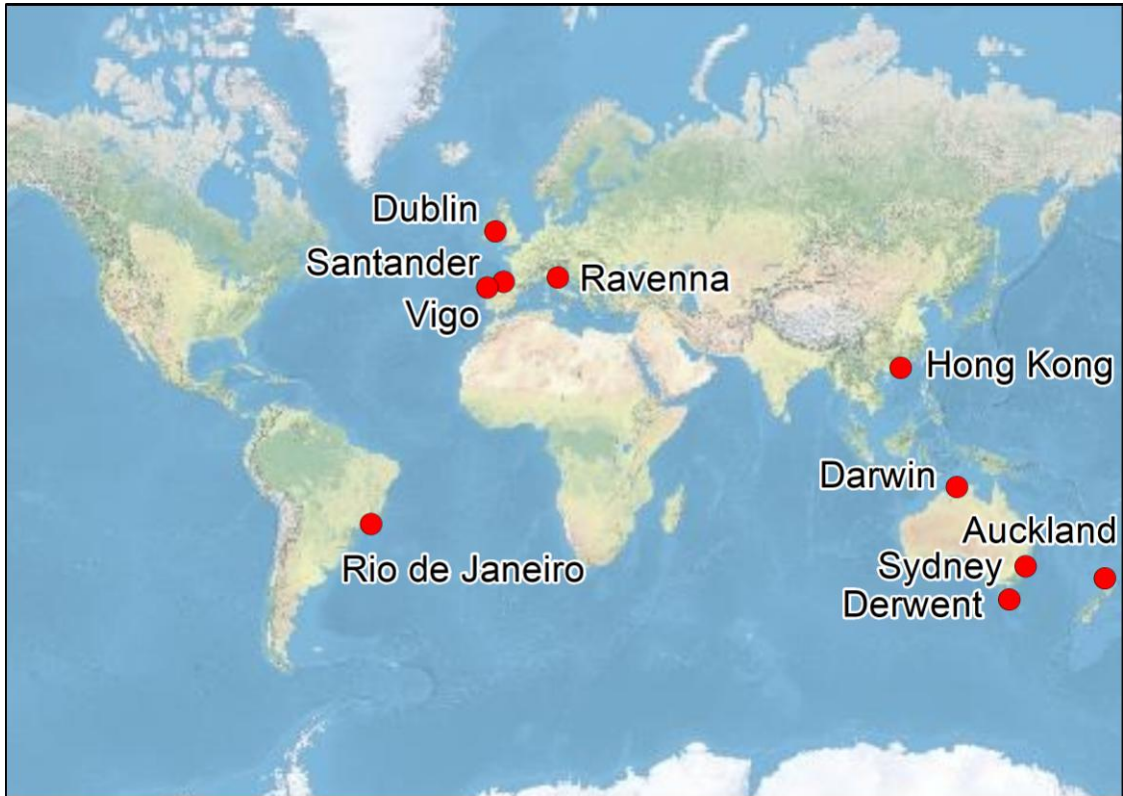 Dublin
Santander
Ravenna
Vigo
Hong Kong
Darwin
Auckland
Rio de Janeiro
Sydney
Derwent